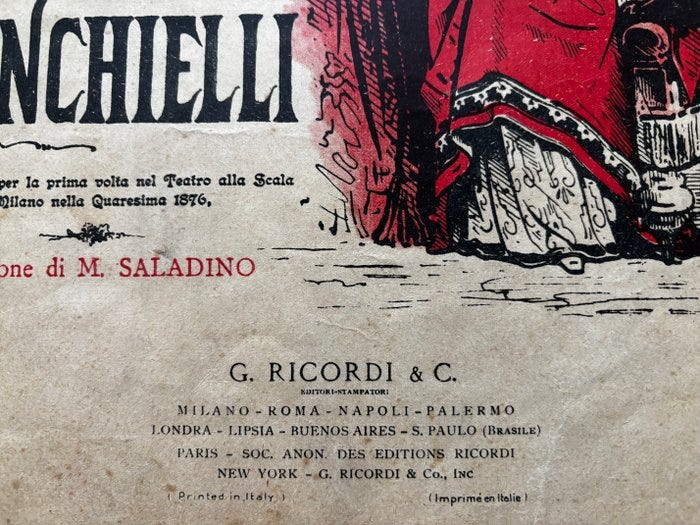 NCHIELLI
per la prima volta nel Teatro alla Scala
Milano nella Quaresima 1876,
one di M. SALADINO
G. RICORDI & C.
EDITORI-STAMPATORI
MILANO - ROMA - NAPOLI - PALERMO
LONDRA - LIPSIA - BUENOS AIRES - S. PAULO (BRASILE)
PARIS - SOC. ANON. DES EDITIONS RICORDI
NEW YORK - G. RICORDI & Co., INC
(Printed in Italy.) (Imprimé en Italie)